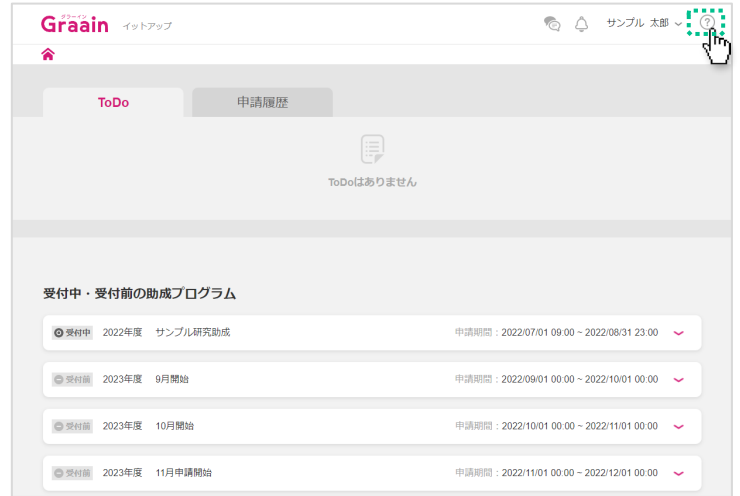 グラーイン
Graain イットアップ
サンプル 太郎
?
ToDo 申請履歴
ToDoはありません
受付中・受付前の助成プログラム
受付中 2022年度 サンプル研究助成 申請期間：2022/07/01 09:00 ~ 2022/08/31 23:00
受付前 2023年度 9月開始 申請期間：2022/09/01 00:00 ~ 2022/10/01 00:00
受付前 2023年度 10月開始 申請期間：2022/10/01 00:00 ~ 2022/11/01 00:00
受付前 2023年度 11月申請開始 申請期間：2022/11/01 00:00 ~ 2022/12/01 00:00